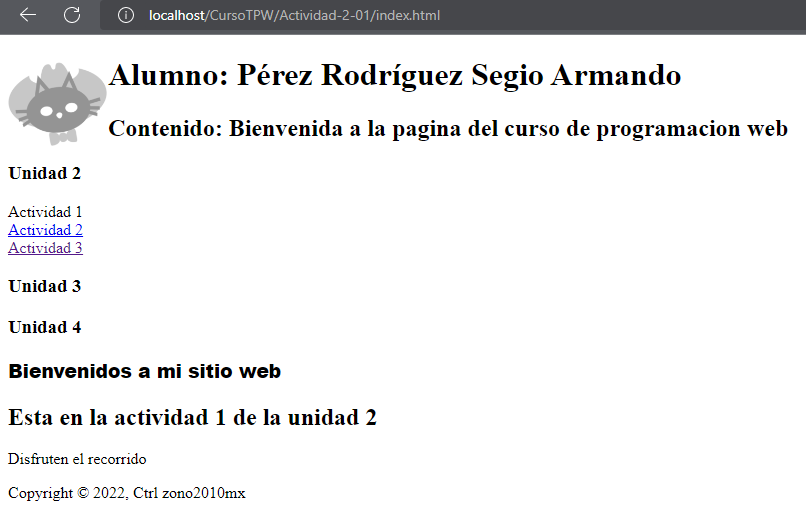 localhost/CursoTPW/Actividad-2-01/index.html
Alumno: Pérez Rodríguez Segio Armando
Contenido: Bienvenida a la pagina del curso de programacion web
Unidad 2
Actividad 1
Actividad 2
Actividad 3
Unidad 3
Unidad 4
Bienvenidos a mi sitio web
Esta en la actividad 1 de la unidad 2
Disfruten el recorrido
Copyright © 2022, Ctrl zono2010mx